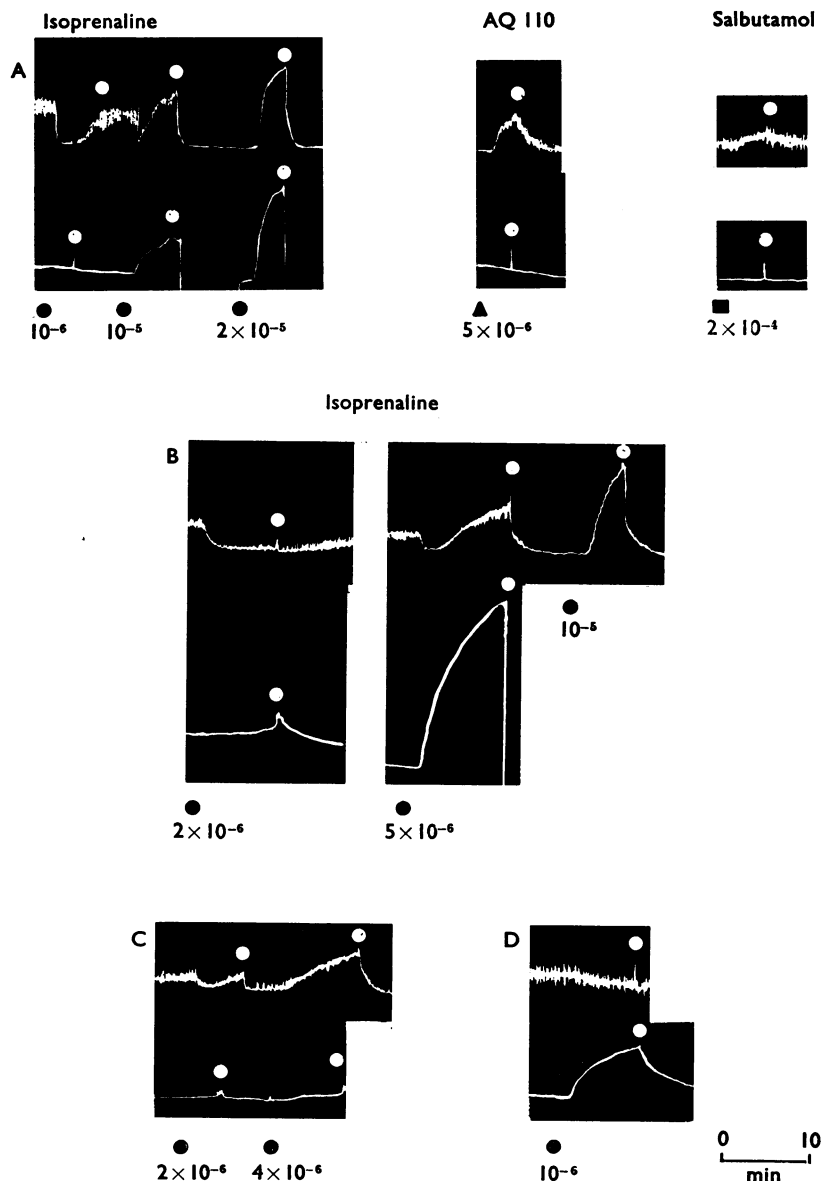 Isoprenaline
AQ 110
Salbutamol
A
10⁻⁶
10⁻⁵
2 × 10⁻⁵
5 × 10⁻⁶
2 × 10⁻⁴
Isoprenaline
B
10⁻⁵
2 × 10⁻⁶
5 × 10⁻⁶
C
D
2 × 10⁻⁶
4 × 10⁻⁶
10⁻⁶
0
10
min